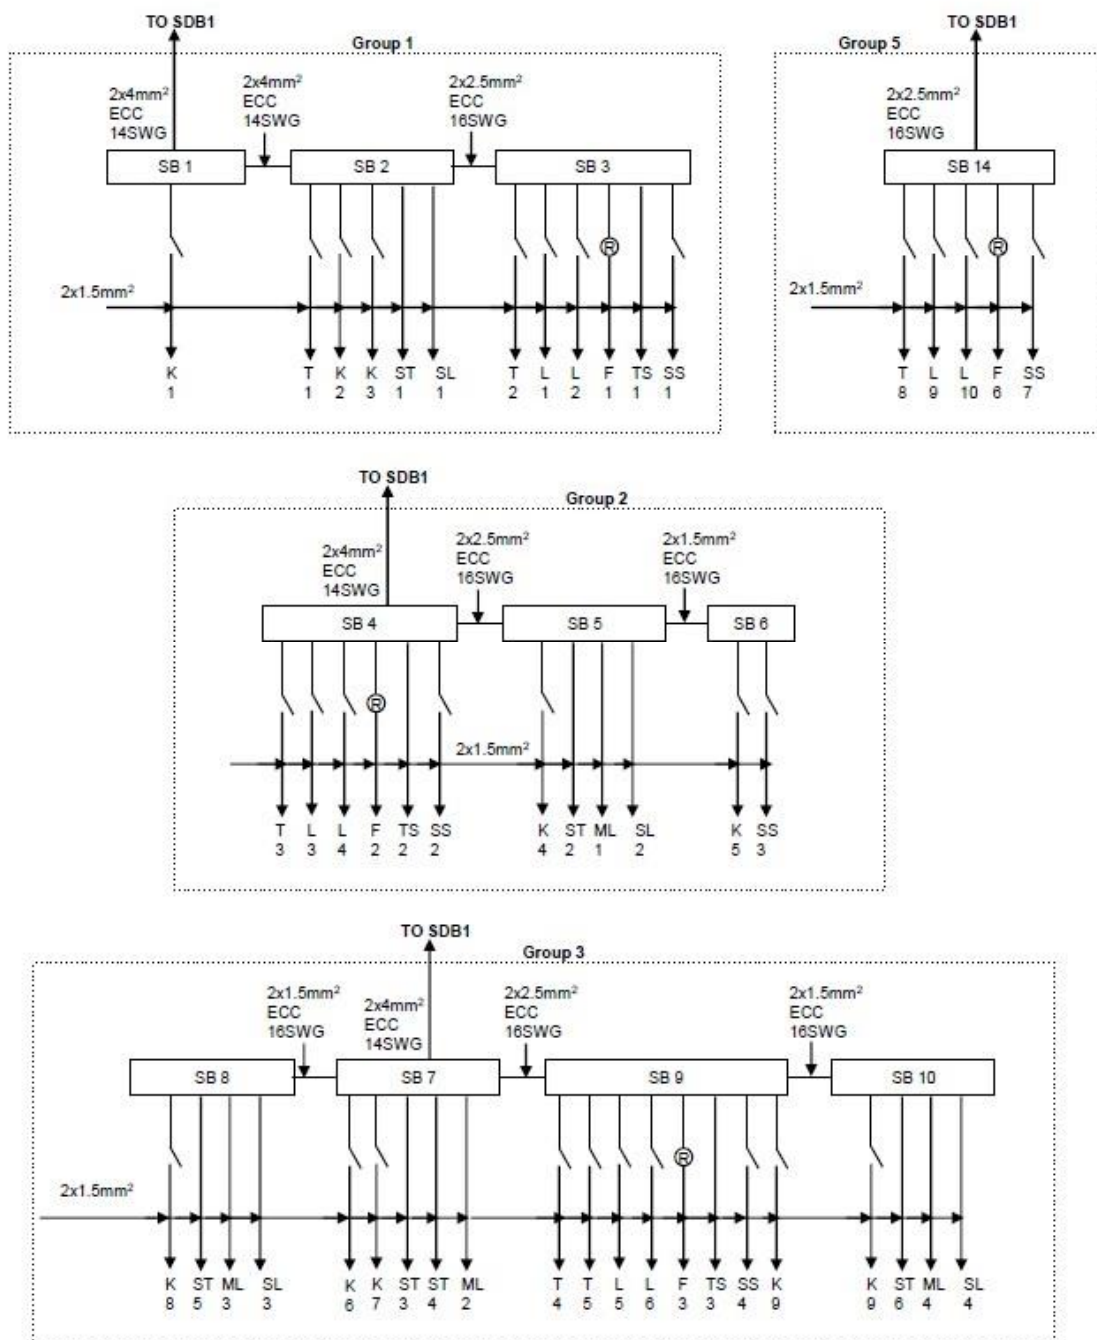 TO SDB1
Group 1
2x4mm²
ECC
14SWG
2x4mm²
ECC
14SWG
2x2.5mm²
ECC
16SWG
SB 1
SB 2
SB 3
2x1.5mm²
K T K K ST SL T L L F TS SS
1 1 2 3 1 1 2 1 2 1 1 1
R
TO SDB1
Group 5
2x2.5mm²
ECC
16SWG
SB 14
R
2x1.5mm²
T L L F SS
8 9 10 6 7
TO SDB1
Group 2
2x4mm²
ECC
14SWG
2x2.5mm²
ECC
16SWG
2x1.5mm²
ECC
16SWG
SB 4
SB 5
SB 6
R
2x1.5mm²
T L L F TS SS K ST ML SL K SS
3 3 4 2 2 2 4 2 1 2 5 3
TO SDB1
Group 3
2x1.5mm²
ECC
16SWG
2x4mm²
ECC
14SWG
2x2.5mm²
ECC
16SWG
2x1.5mm²
ECC
16SWG
SB 8
SB 7
SB 9
SB 10
R
2x1.5mm²
K ST ML SL K K ST ST ML T T L L F TS SS K K ST ML SL
8 5 3 3 6 7 3 4 2 4 5 5 6 3 3 4 9 9 6 4 4